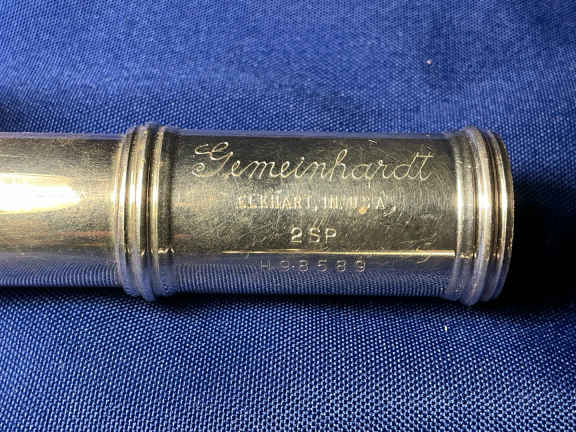 Gemeinhardt
ELKHART, IN. U.S.A.
2SP
H98589